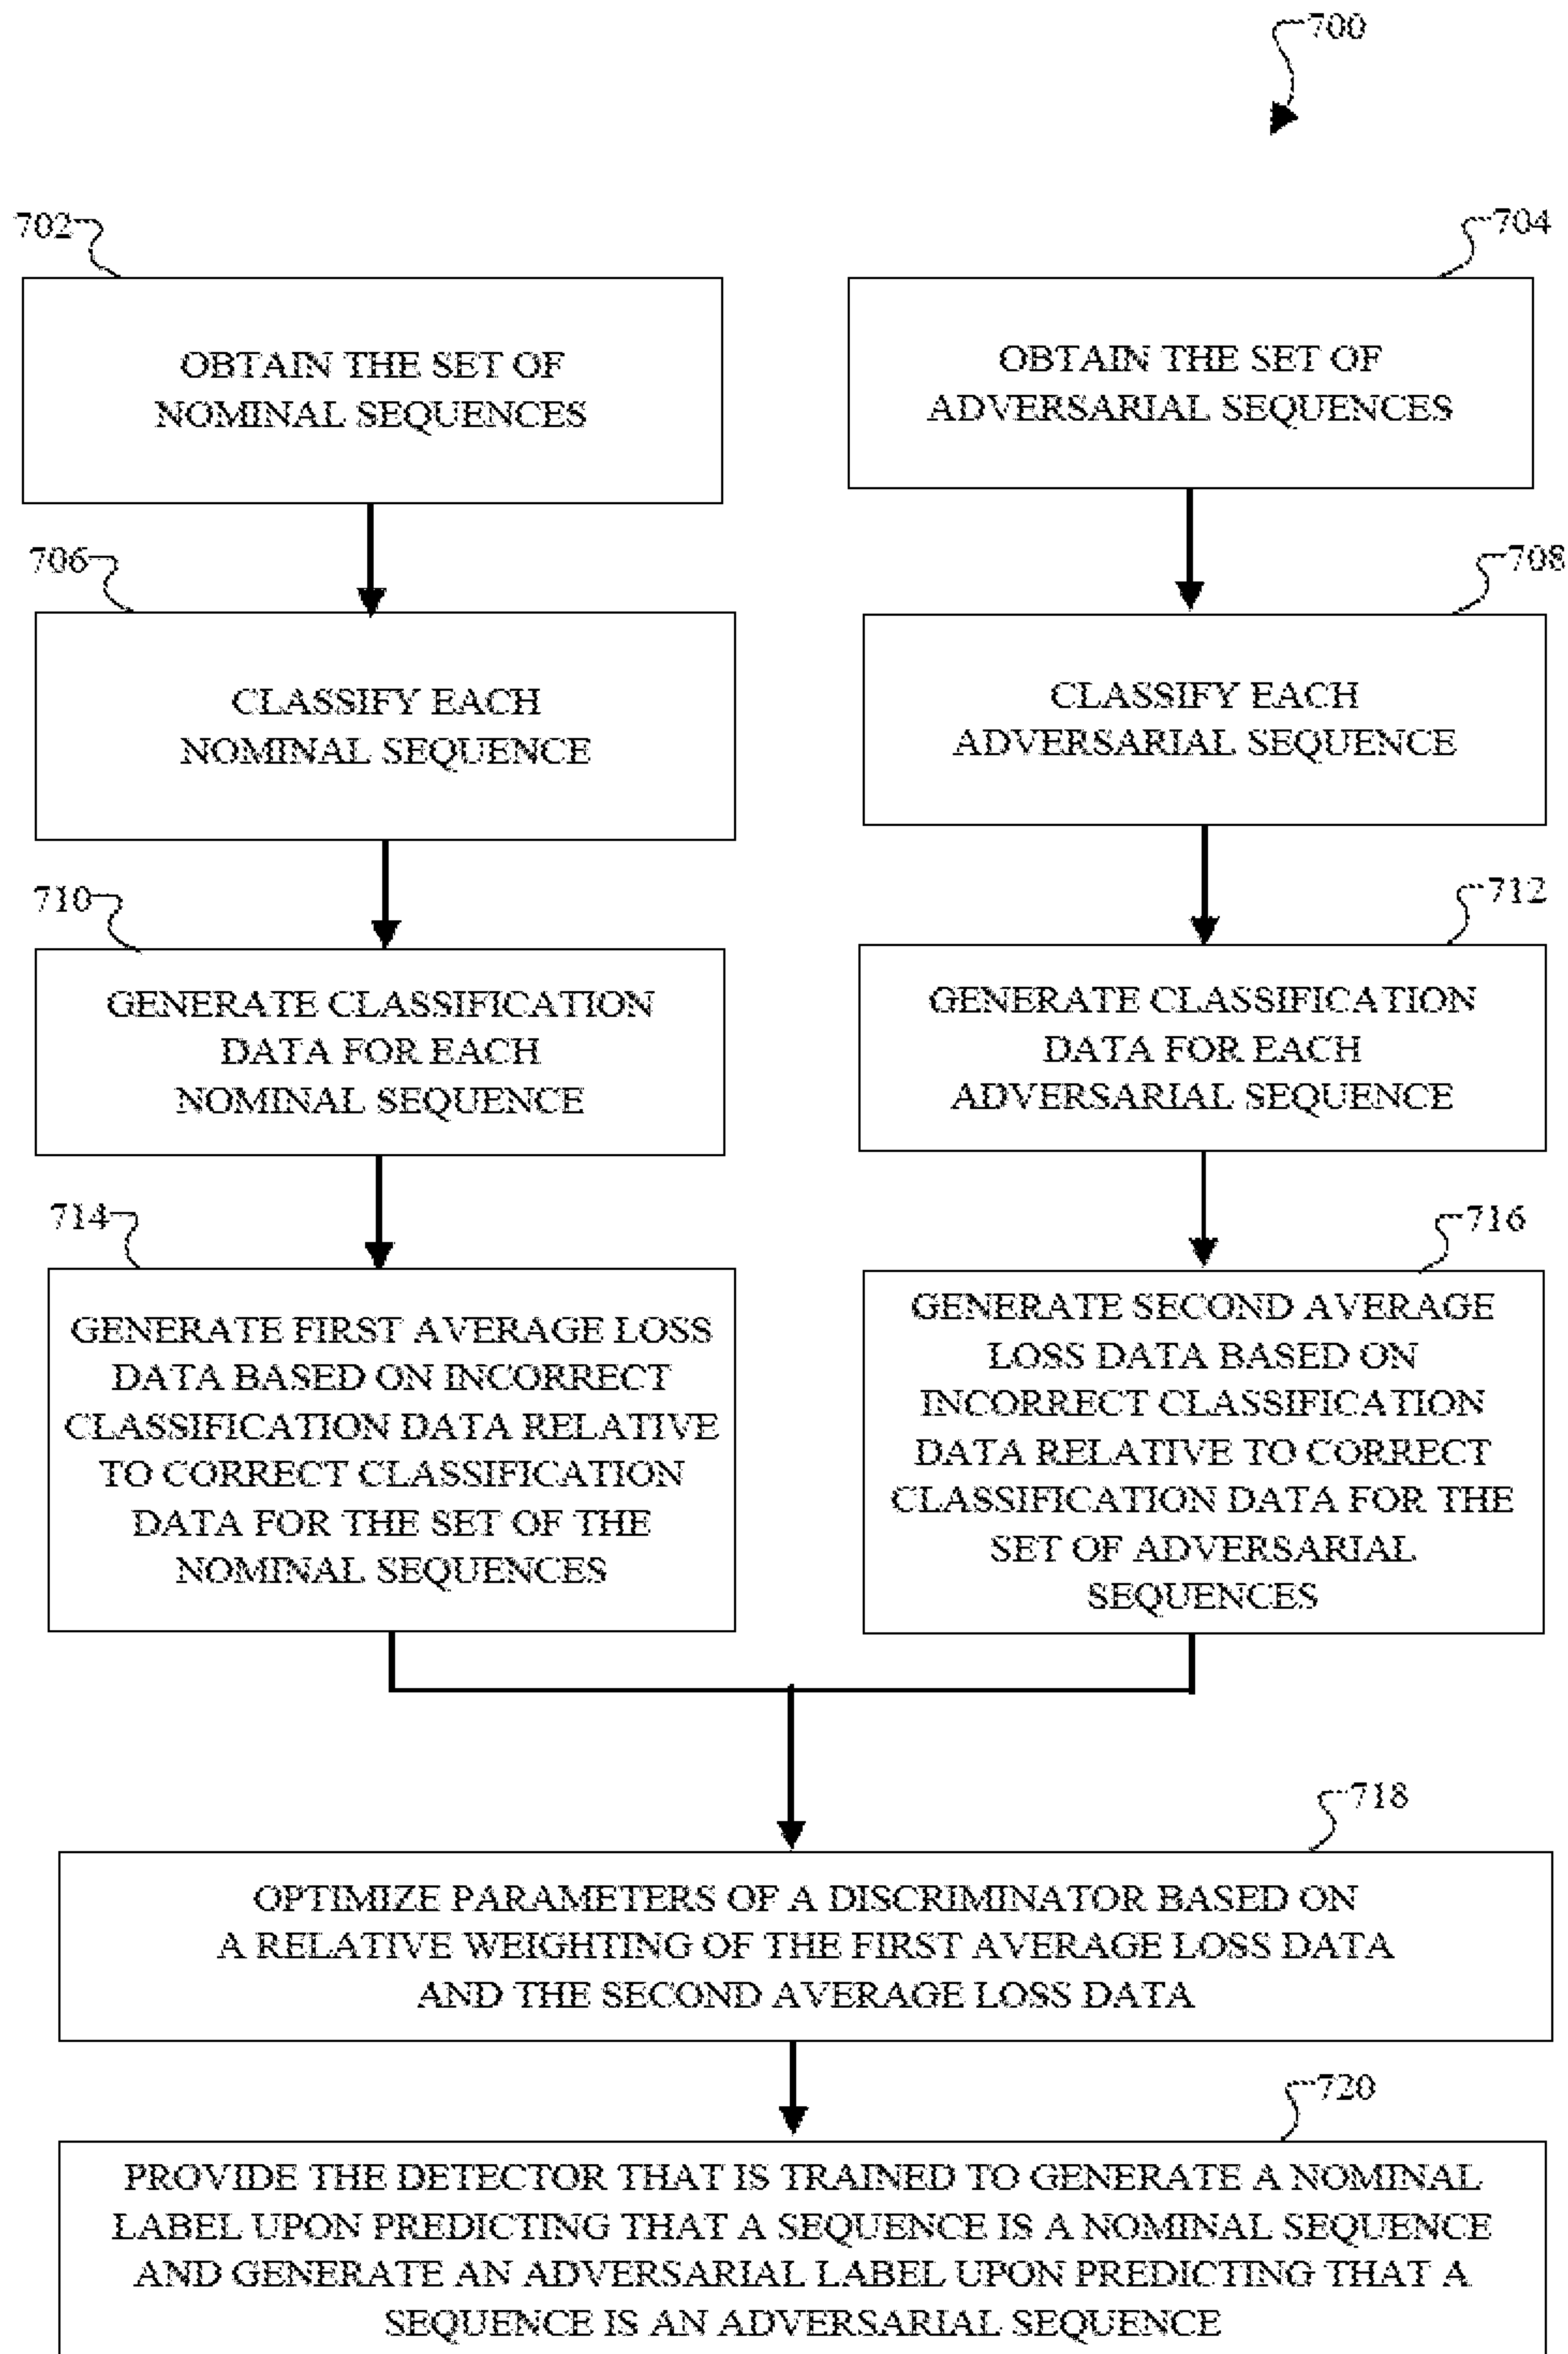 700
702
704
OBTAIN THE SET OF
NOMINAL SEQUENCES
OBTAIN THE SET OF
ADVERSARIAL SEQUENCES
706
708
CLASSIFY EACH
NOMINAL SEQUENCE
CLASSIFY EACH
ADVERSARIAL SEQUENCE
710
712
GENERATE CLASSIFICATION
DATA FOR EACH
NOMINAL SEQUENCE
GENERATE CLASSIFICATION
DATA FOR EACH
ADVERSARIAL SEQUENCE
714
716
GENERATE FIRST AVERAGE LOSS
DATA BASED ON INCORRECT
CLASSIFICATION DATA RELATIVE
TO CORRECT CLASSIFICATION
DATA FOR THE SET OF THE
NOMINAL SEQUENCES
GENERATE SECOND AVERAGE
LOSS DATA BASED ON
INCORRECT CLASSIFICATION
DATA RELATIVE TO CORRECT
CLASSIFICATION DATA FOR THE
SET OF ADVERSARIAL
SEQUENCES
718
OPTIMIZE PARAMETERS OF A DISCRIMINATOR BASED ON
A RELATIVE WEIGHTING OF THE FIRST AVERAGE LOSS DATA
AND THE SECOND AVERAGE LOSS DATA
720
PROVIDE THE DETECTOR THAT IS TRAINED TO GENERATE A NOMINAL
LABEL UPON PREDICTING THAT A SEQUENCE IS A NOMINAL SEQUENCE
AND GENERATE AN ADVERSARIAL LABEL UPON PREDICTING THAT A
SEQUENCE IS AN ADVERSARIAL SEQUENCE